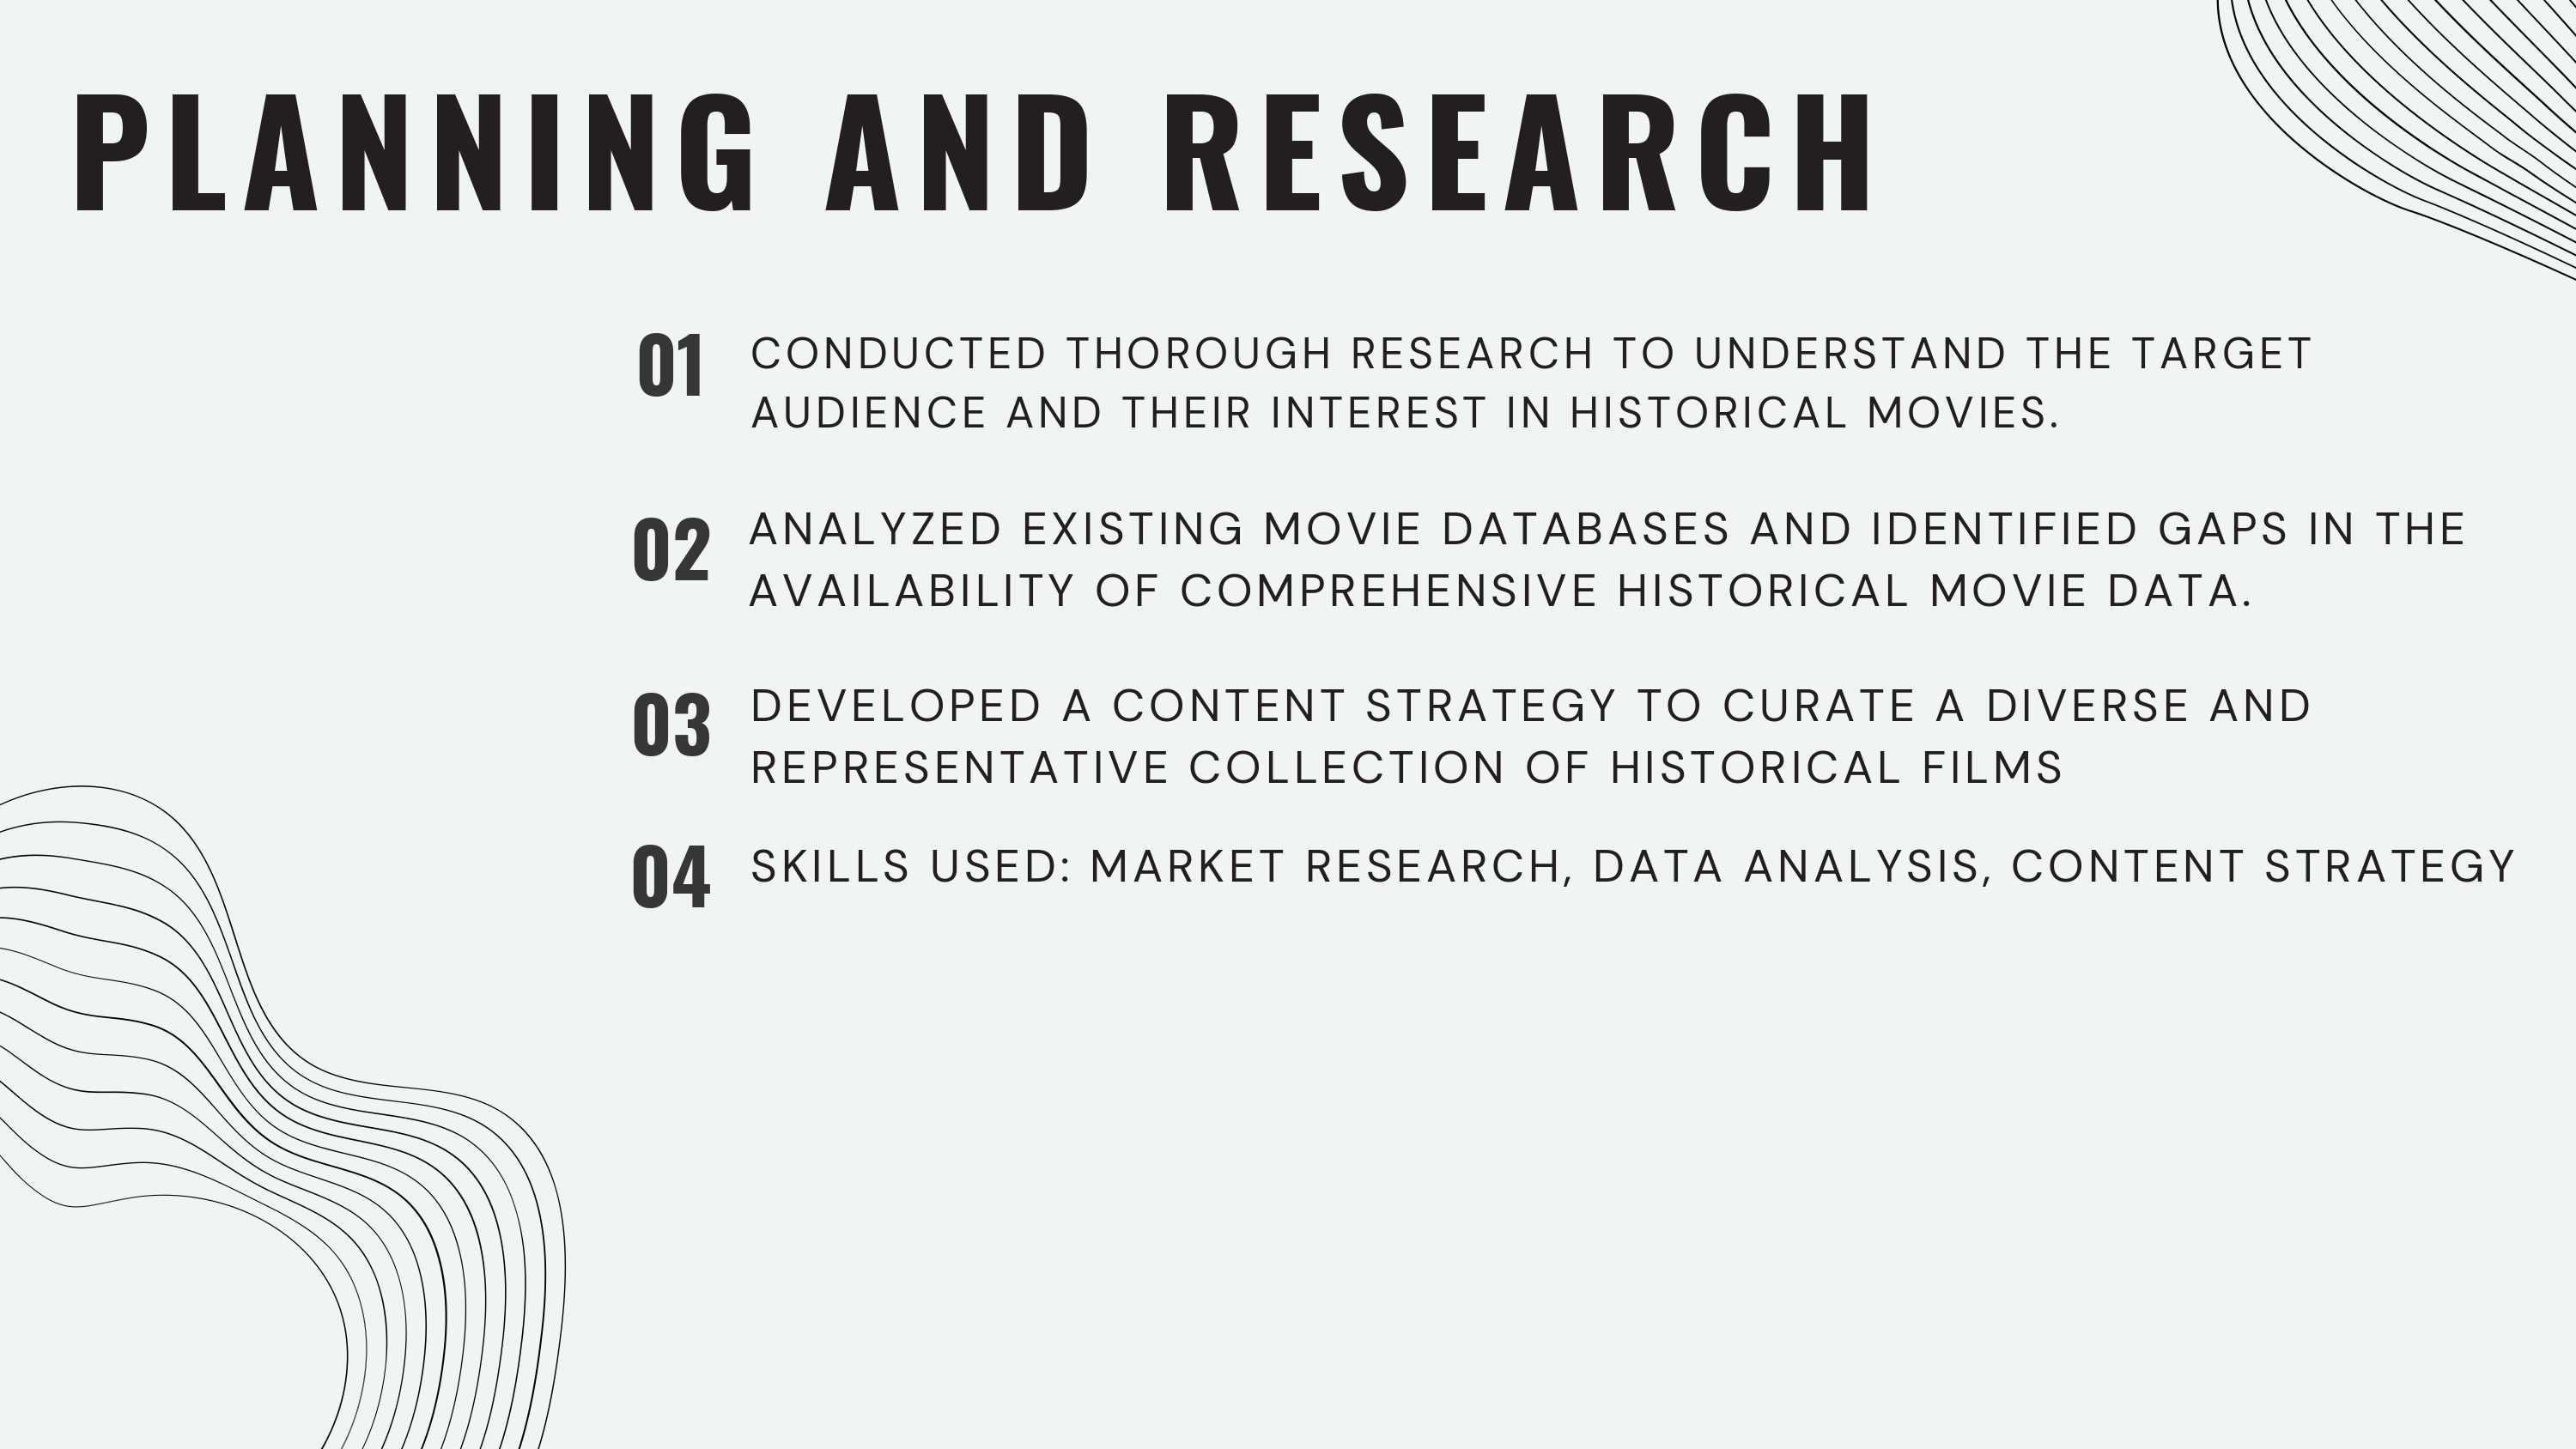 PLANNING AND RESEARCH
01 CONDUCTED THOROUGH RESEARCH TO UNDERSTAND THE TARGET
AUDIENCE AND THEIR INTEREST IN HISTORICAL MOVIES.
02 ANALYZED EXISTING MOVIE DATABASES AND IDENTIFIED GAPS IN THE
AVAILABILITY OF COMPREHENSIVE HISTORICAL MOVIE DATA.
03 DEVELOPED A CONTENT STRATEGY TO CURATE A DIVERSE AND
REPRESENTATIVE COLLECTION OF HISTORICAL FILMS
04 SKILLS USED: MARKET RESEARCH, DATA ANALYSIS, CONTENT STRATEGY